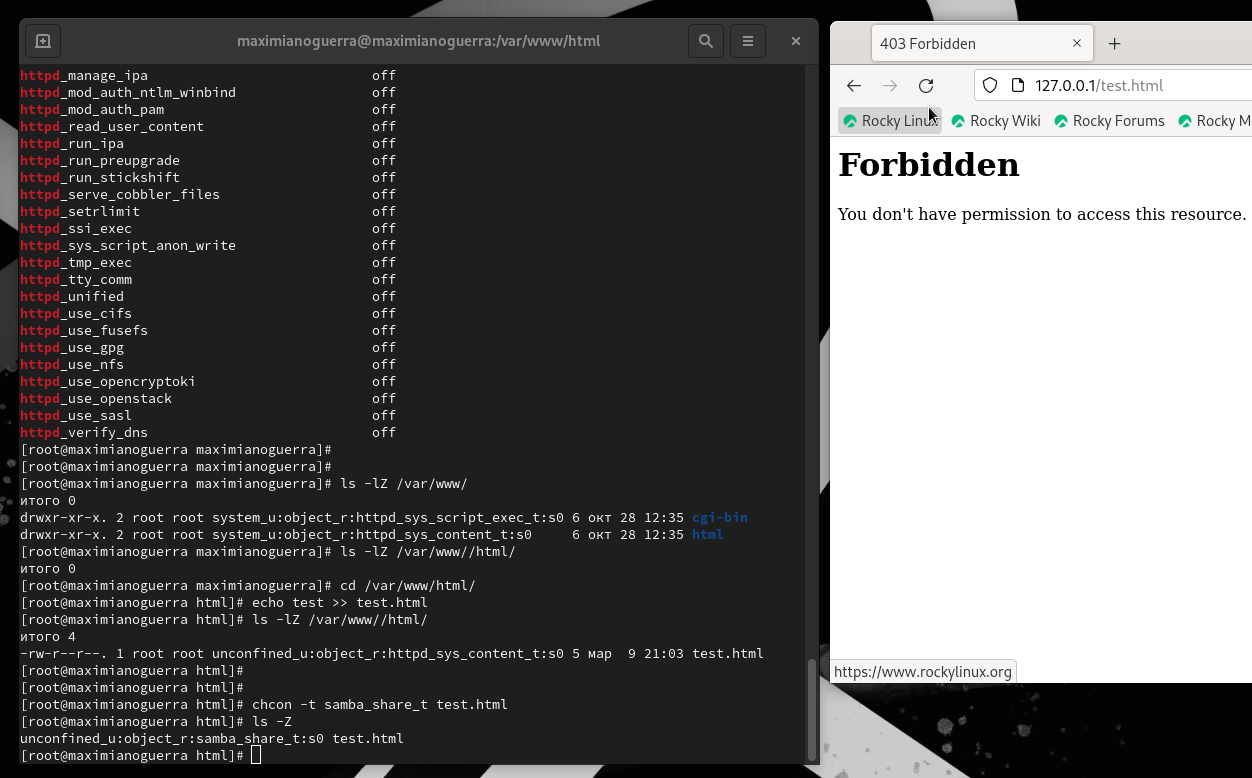 maximianoguerra@maximianoguerra:/var/www/html
httpd_manage_ipa off
httpd_mod_auth_ntlm_winbind off
httpd_mod_auth_pam off
httpd_read_user_content off
httpd_run_ipa off
httpd_run_preupgrade off
httpd_run_stickshift off
httpd_serve_cobbler_files off
httpd_setrlimit off
httpd_ssi_exec off
httpd_sys_script_anon_write off
httpd_tmp_exec off
httpd_tty_comm off
httpd_unified off
httpd_use_cifs off
httpd_use_fusefs off
httpd_use_gpg off
httpd_use_nfs off
httpd_use_opencryptoki off
httpd_use_openstack off
httpd_use_sasl off
httpd_verify_dns off
[root@maximianoguerra maximianoguerra]#
[root@maximianoguerra maximianoguerra]#
[root@maximianoguerra maximianoguerra]# ls -lZ /var/www/
итого 0
drwxr-xr-x. 2 root root system_u:object_r:httpd_sys_script_exec_t:s0 6 окт 28 12:35 cgi-bin
drwxr-xr-x. 2 root root system_u:object_r:httpd_sys_content_t:s0 6 окт 28 12:35 html
[root@maximianoguerra maximianoguerra]# ls -lZ /var/www//html/
итого 0
[root@maximianoguerra maximianoguerra]# cd /var/www/html/
[root@maximianoguerra html]# echo test >> test.html
[root@maximianoguerra html]# ls -lZ /var/www//html/
итого 4
-rw-r--r--. 1 root root unconfined_u:object_r:httpd_sys_content_t:s0 5 мар 9 21:03 test.html
[root@maximianoguerra html]#
[root@maximianoguerra html]#
[root@maximianoguerra html]# chcon -t samba_share_t test.html
[root@maximianoguerra html]# ls -Z
unconfined_u:object_r:samba_share_t:s0 test.html
[root@maximianoguerra html]#
403 Forbidden
127.0.0.1/test.html
Rocky Linux Rocky Wiki Rocky Forums Rocky M
Forbidden
You don't have permission to access this resource.
https://www.rockylinux.org